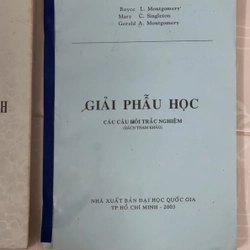 Royce L. Montgomery
Mary C. Singleton
Gerald A. Montgomery
GIẢI PHẪU HỌC
CÁC CÂU HỎI TRẮC NGHIỆM
(SÁCH THAM KHẢO)
NHÀ XUẤT BẢN ĐẠI HỌC QUỐC GIA
TP HỒ CHÍ MINH - 2001
H